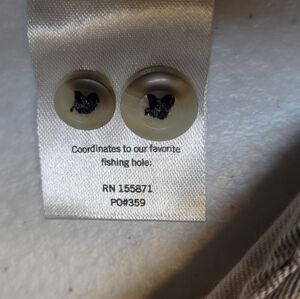 Coordinates to our favorite
fishing hole:
RN 155871
PO#359